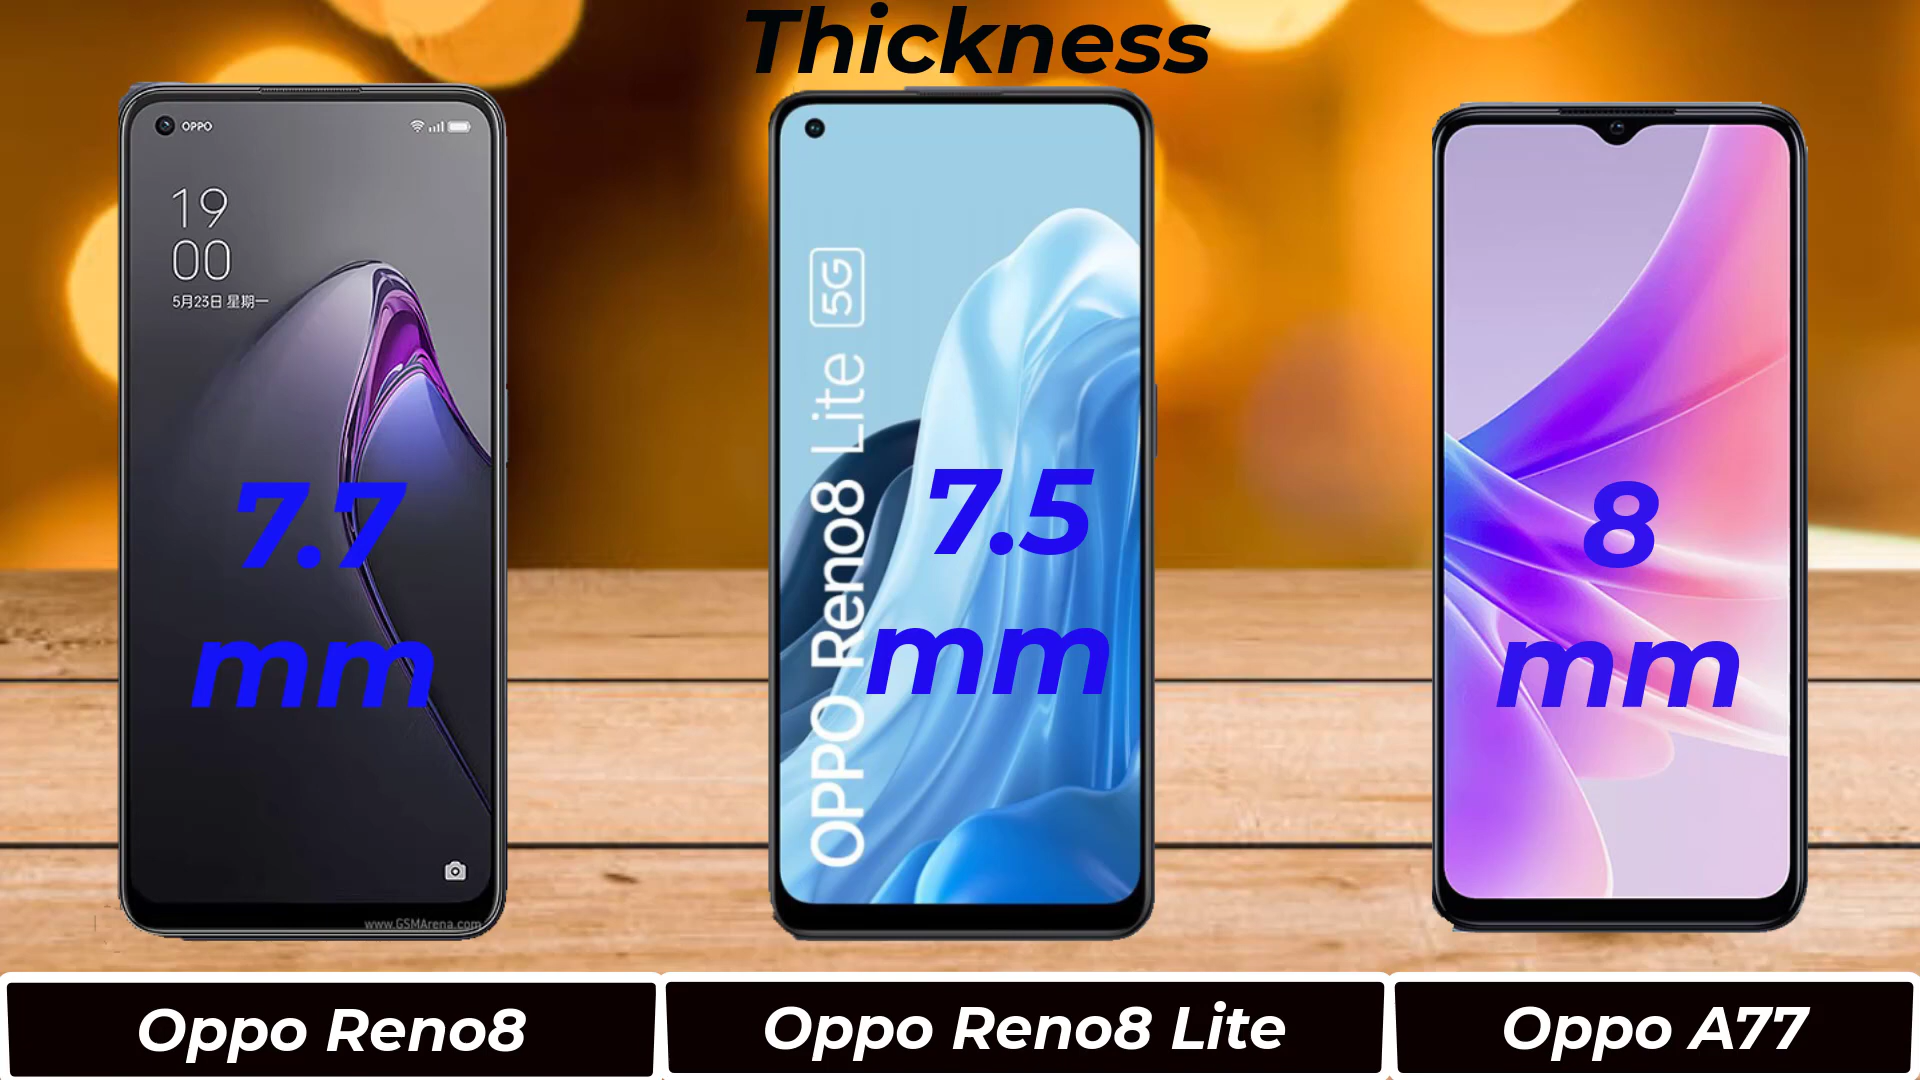 Thickness
OPPO
19
00
5月23日 星期一
7.7
mm
www.GSMArena.com
OPPO Reno8 Lite 5G
7.5
mm
8
mm
Oppo Reno8
Oppo Reno8 Lite
Oppo A77